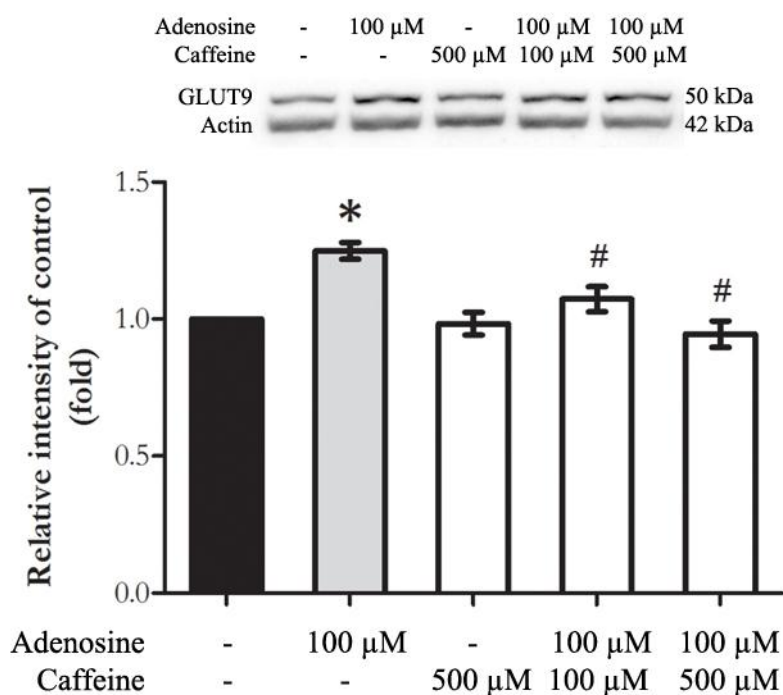 Adenosine - 100 µM - 100 µM 100 µM
Caffeine - - 500 µM 100 µM 500 µM
GLUT9 50 kDa
Actin 42 kDa
Relative intensity of control
(fold)
1.5
1.0
0.5
0.0
*
#
#
Adenosine - 100 µM - 100 µM 100 µM
Caffeine - - 500 µM 100 µM 500 µM